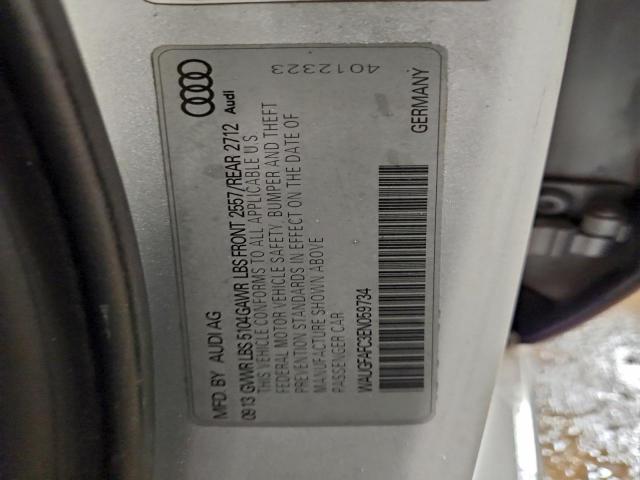 Audi
4012323
MFD. BY AUDI AG
09 13 GVWR LBS 5104 GAWR LBS FRONT 2557/REAR 2712
THIS VEHICLE CONFORMS TO ALL APPLICABLE U S
FEDERAL MOTOR VEHICLE SAFETY, BUMPER AND THEFT
PREVENTION STANDARDS IN EFFECT ON THE DATE OF
MANUFACTURE SHOWN ABOVE
PASSENGER CAR
WAUGFAFC3EN059734
GERMANY